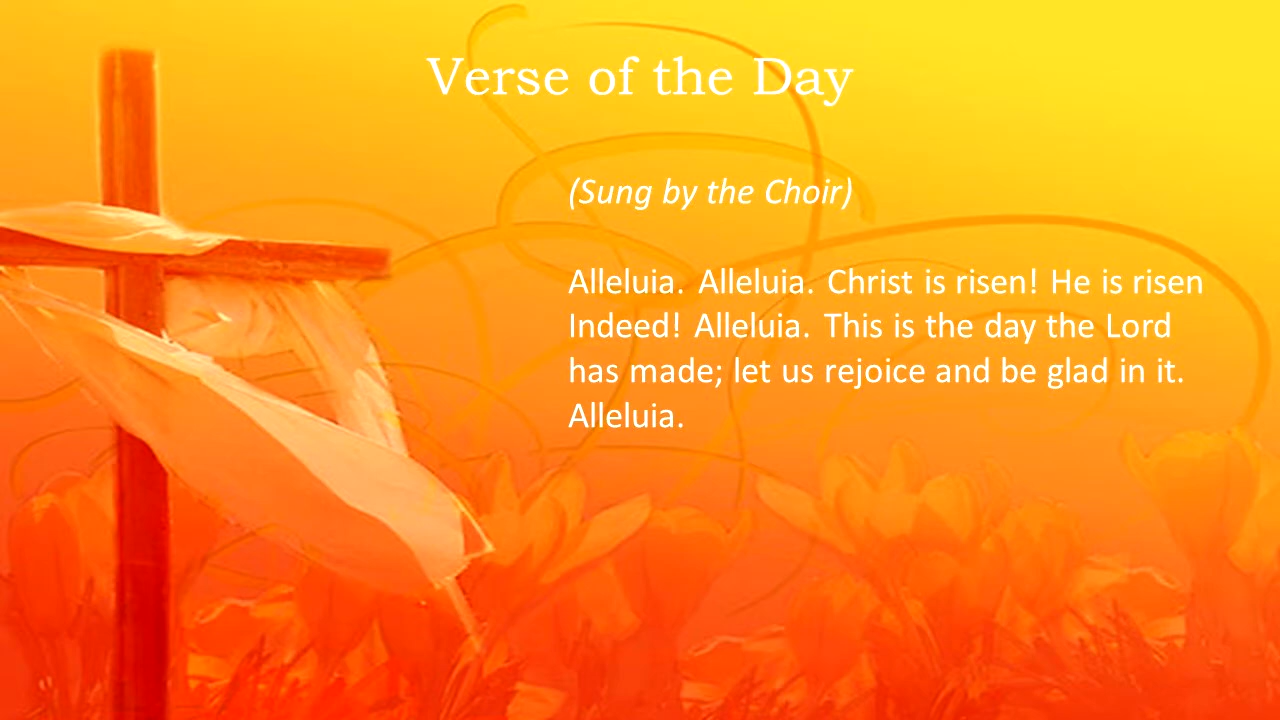 Verse of the Day
(Sung by the Choir)
Alleluia. Alleluia. Christ is risen! He is risen
Indeed! Alleluia. This is the day the Lord
has made; let us rejoice and be glad in it.
Alleluia.